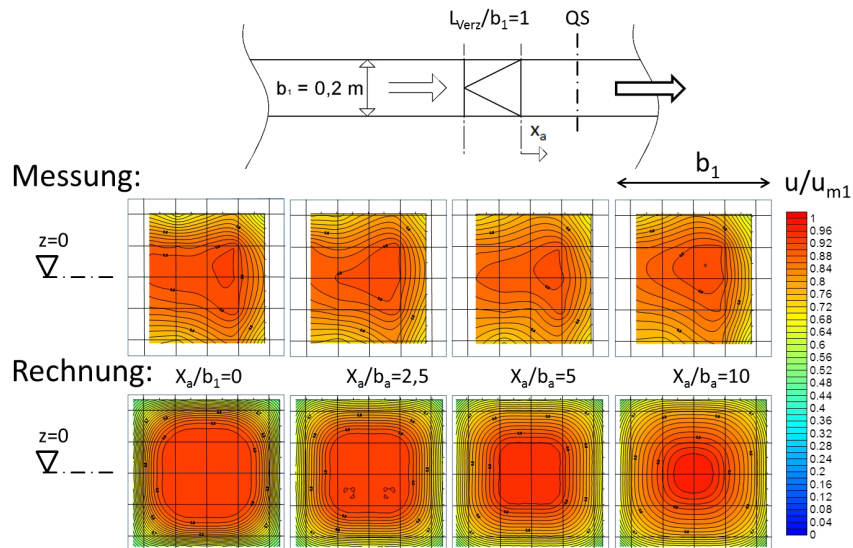 L_Verz/b₁=1
QS
b₁ = 0,2 m
x_a
Messung:
b₁
u/u_m1
z=0
1
0.96
0.92
0.88
0.84
0.8
0.76
0.72
0.68
0.64
0.6
0.56
0.52
0.48
0.44
0.4
0.36
0.32
0.28
0.24
0.2
0.16
0.12
0.08
0.04
0
Rechnung:
X_a/b₁=0
X_a/b_a=2,5
X_a/b_a=5
X_a/b_a=10
z=0